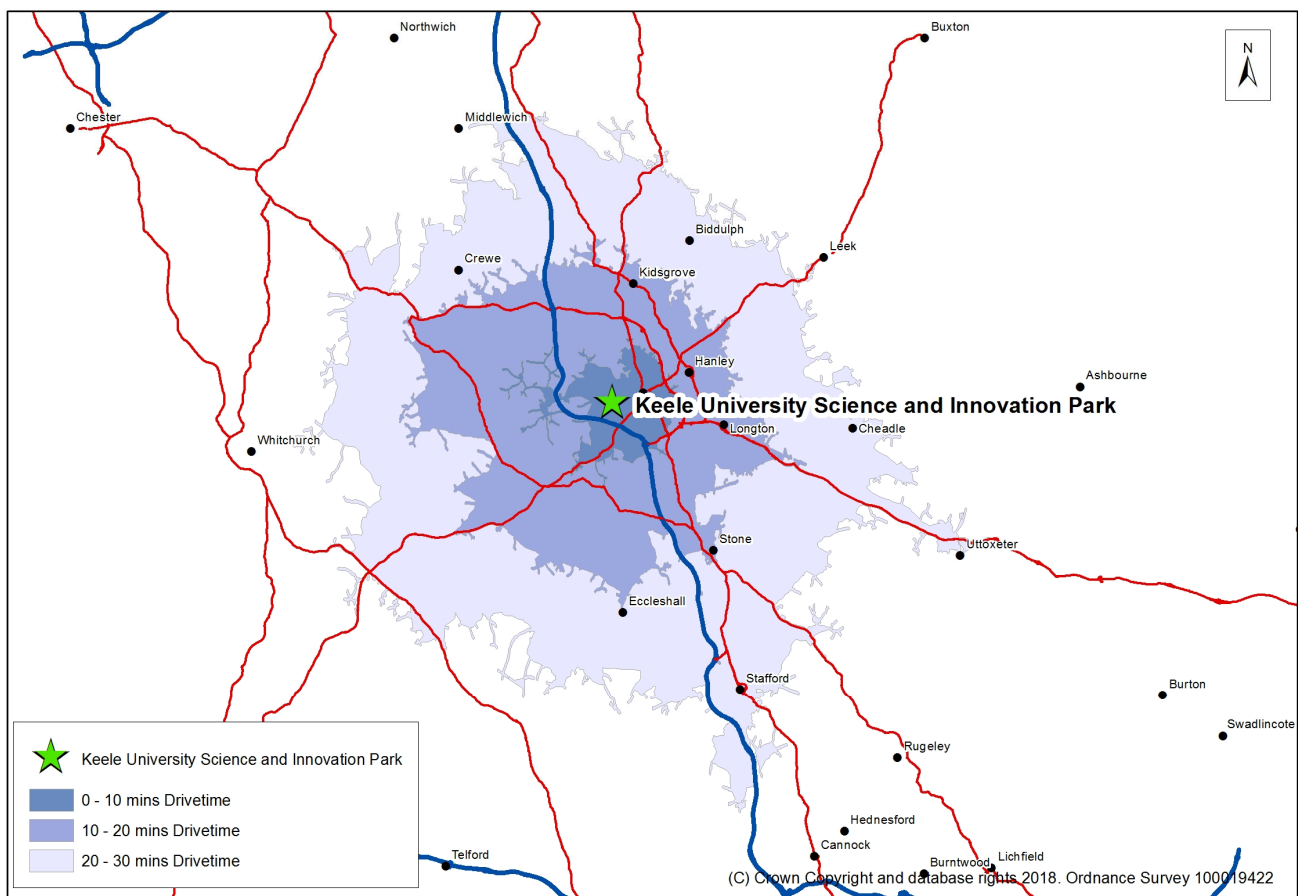 Northwich
Buxton
N
Chester
Middlewich
Biddulph
Leek
Crewe
Kidsgrove
Hanley
Ashbourne
Keele University Science and Innovation Park
Longton
Cheadle
Whitchurch
Stone
Uttoxeter
Eccleshall
Stafford
Burton
Swadlincote
Rugeley
Keele University Science and Innovation Park
0 - 10 mins Drivetime
10 - 20 mins Drivetime
20 - 30 mins Drivetime
Hednesford
Cannock
Telford
Burntwood
Lichfield
(C) Crown Copyright and database rights 2018. Ordnance Survey 100019422